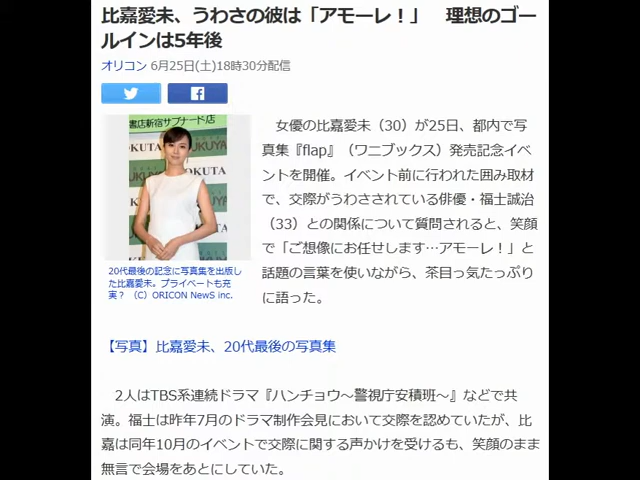 比嘉愛未、うわさの彼は「アモーレ！」　理想のゴー
ルインは5年後
オリコン 6月25日(土)18時30分配信
書店新宿サブナード店
OKUTA
UKUYA
20代最後の記念に写真集を出版し
た比嘉愛未。プライベートも充
実？ （C）ORICON NewS inc.
　女優の比嘉愛未（30）が25日、都内で写
真集『flap』（ワニブックス）発売記念イベ
ントを開催。イベント前に行われた囲み取材
で、交際がうわさされている俳優・福士誠治
（33）との関係について質問されると、笑顔
で「ご想像にお任せします…アモーレ！」と
話題の言葉を使いながら、茶目っ気たっぷり
に語った。
【写真】比嘉愛未、20代最後の写真集
　2人はTBS系連続ドラマ『ハンチョウ～警視庁安積班～』などで共
演。福士は昨年7月のドラマ制作会見において交際を認めていたが、比
嘉は同年10月のイベントで交際に関する声かけを受けるも、笑顔のまま
無言で会場をあとにしていた。